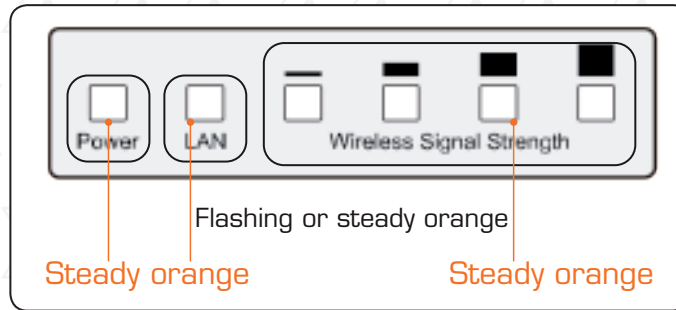 Power LAN Wireless Signal Strength
Flashing or steady orange
Steady orange Steady orange